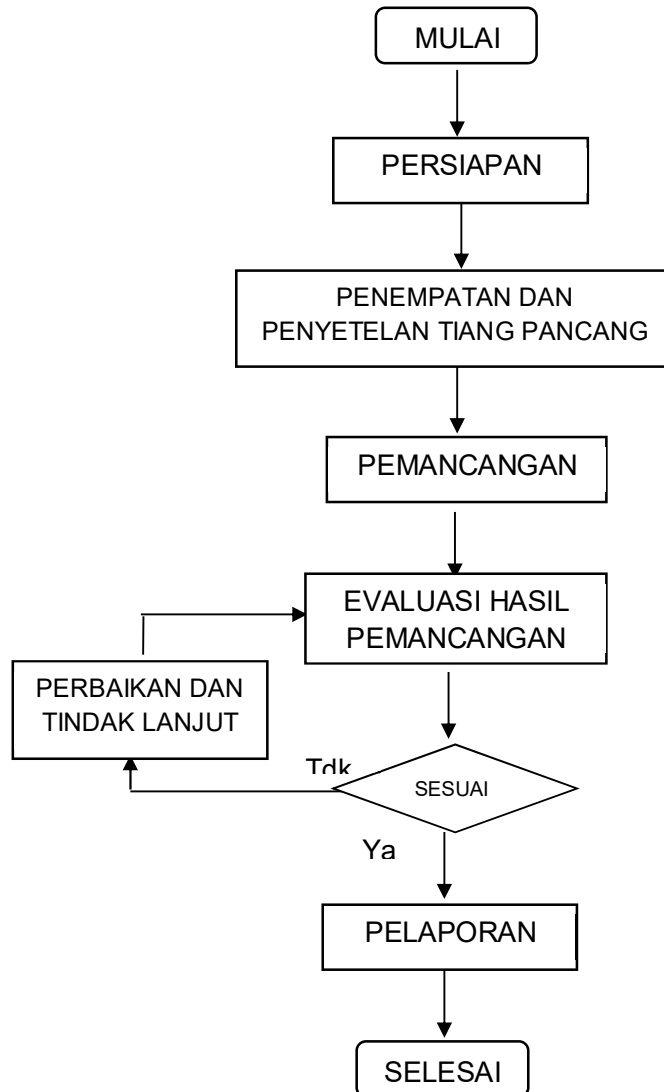 MULAI
PERSIAPAN
PENEMPATAN DAN
PENYETELAN TIANG PANCANG
PEMANCANGAN
EVALUASI HASIL
PEMANCANGAN
PERBAIKAN DAN
TINDAK LANJUT
Tdk
SESUAI
Ya
PELAPORAN
SELESAI